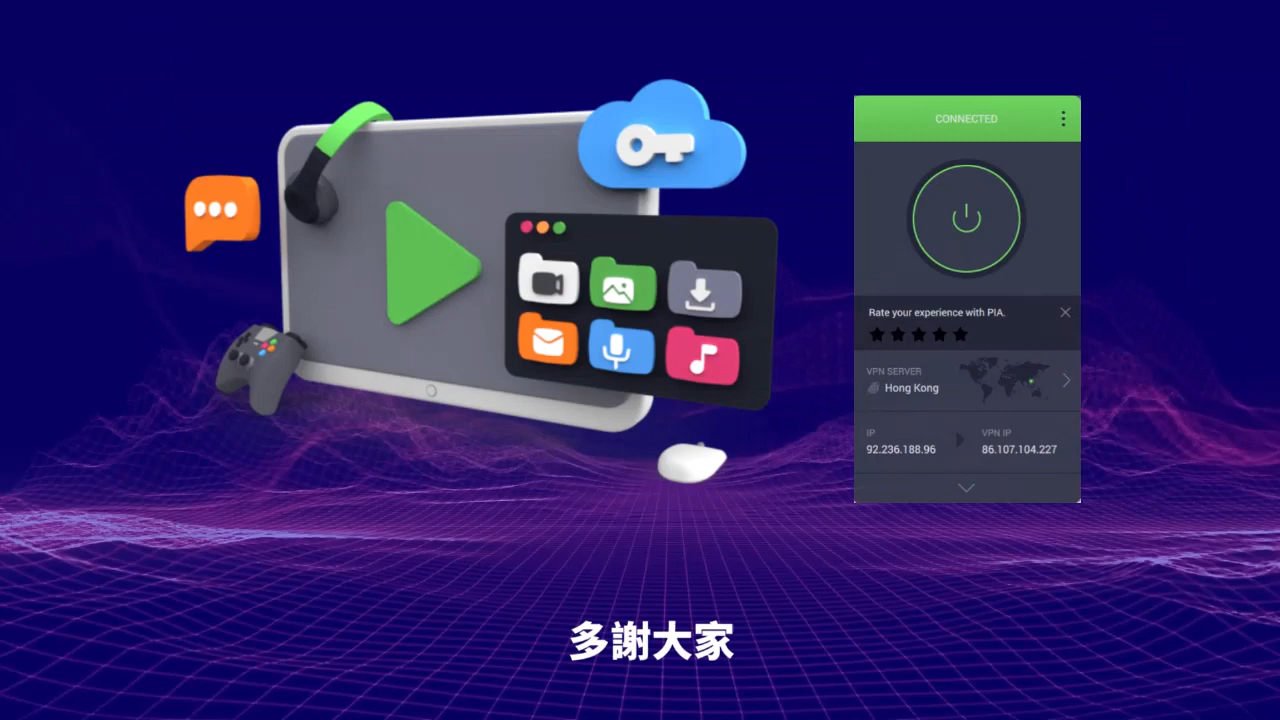 CONNECTED
Rate your experience with PIA.
VPN SERVER
Hong Kong
IP
VPN IP
92.236.188.96
86.107.104.227
多謝大家